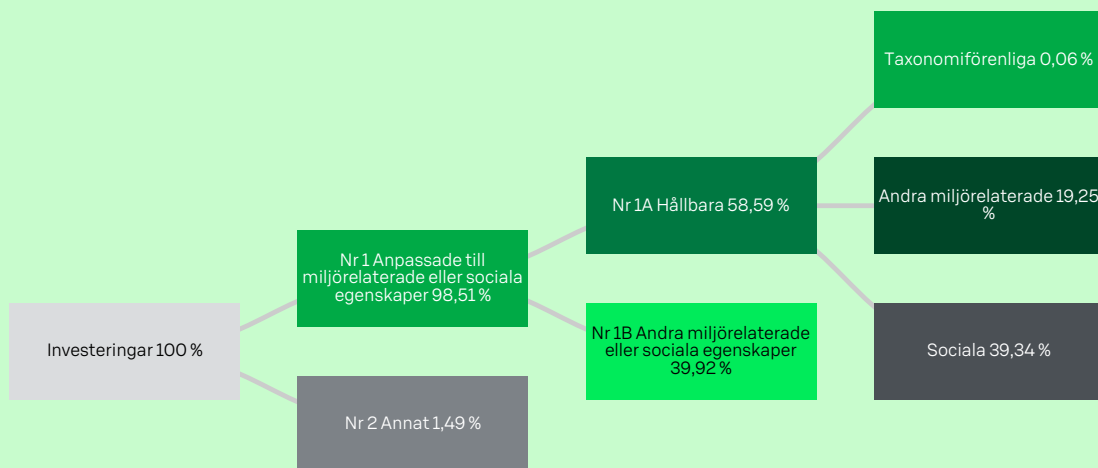 Taxonomiförenliga 0,06 %
Nr 1A Hållbara 58,59 %
Andra miljörelaterade 19,25
%
Nr 1 Anpassade till
miljörelaterade eller sociala
egenskaper 98,51 %
Investeringar 100 %
Nr 1B Andra miljörelaterade
eller sociala egenskaper
39,92 %
Sociala 39,34 %
Nr 2 Annat 1,49 %